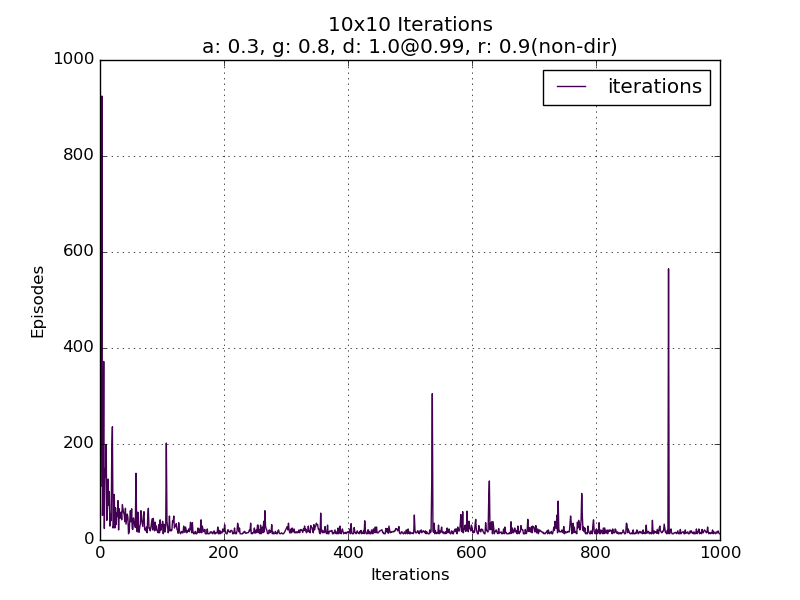 10x10 Iterations
a: 0.3, g: 0.8, d: 1.0@0.99, r: 0.9(non-dir)
iterations
1000
800
600
400
200
0
Episodes
0 200 400 600 800 1000
Iterations